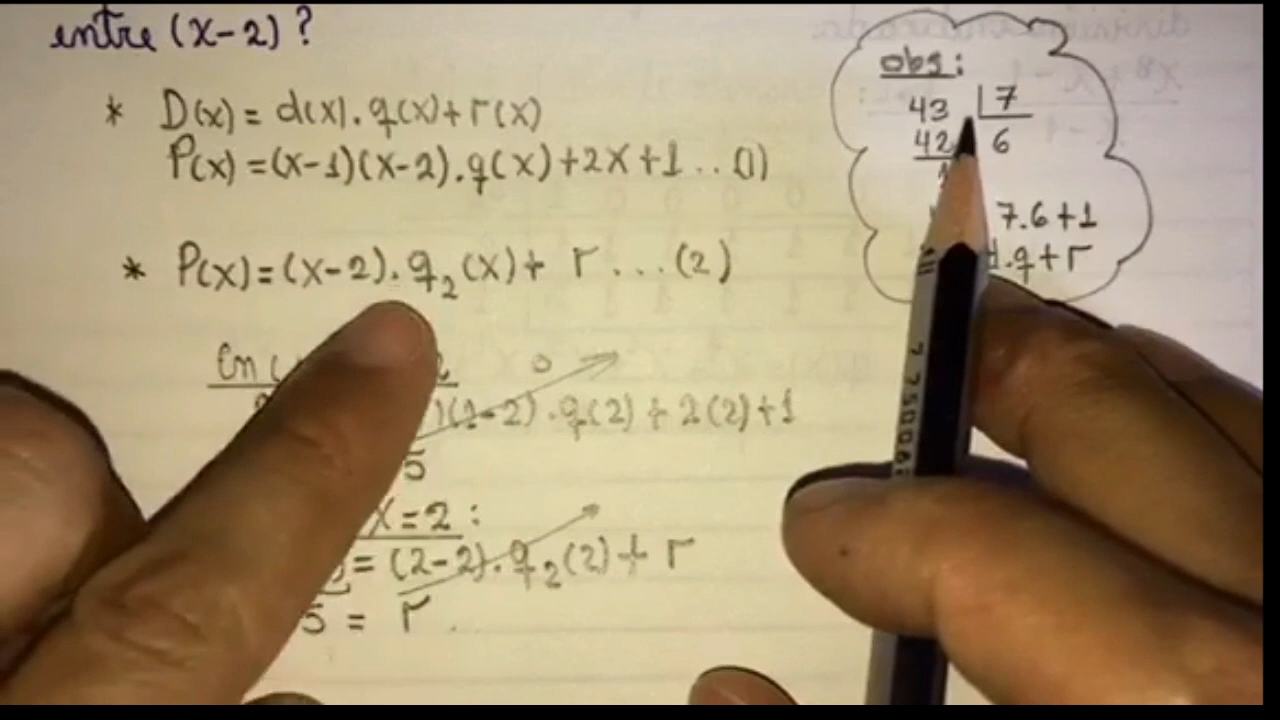 entre (x-2)?
* D(x) = d(x).q(x)+r(x)
P(x) = (x-1)(x-2).q(x)+2x+1...(1)
* P(x) = (x-2).q₂(x)+ r...(2)
0
)(2-2).q(2)+2(2)+1
5
x=2:
= (2-2).q₂(2)+r
5 = r
obs:
43 7
42 6
1
7.6+1
d.q+r